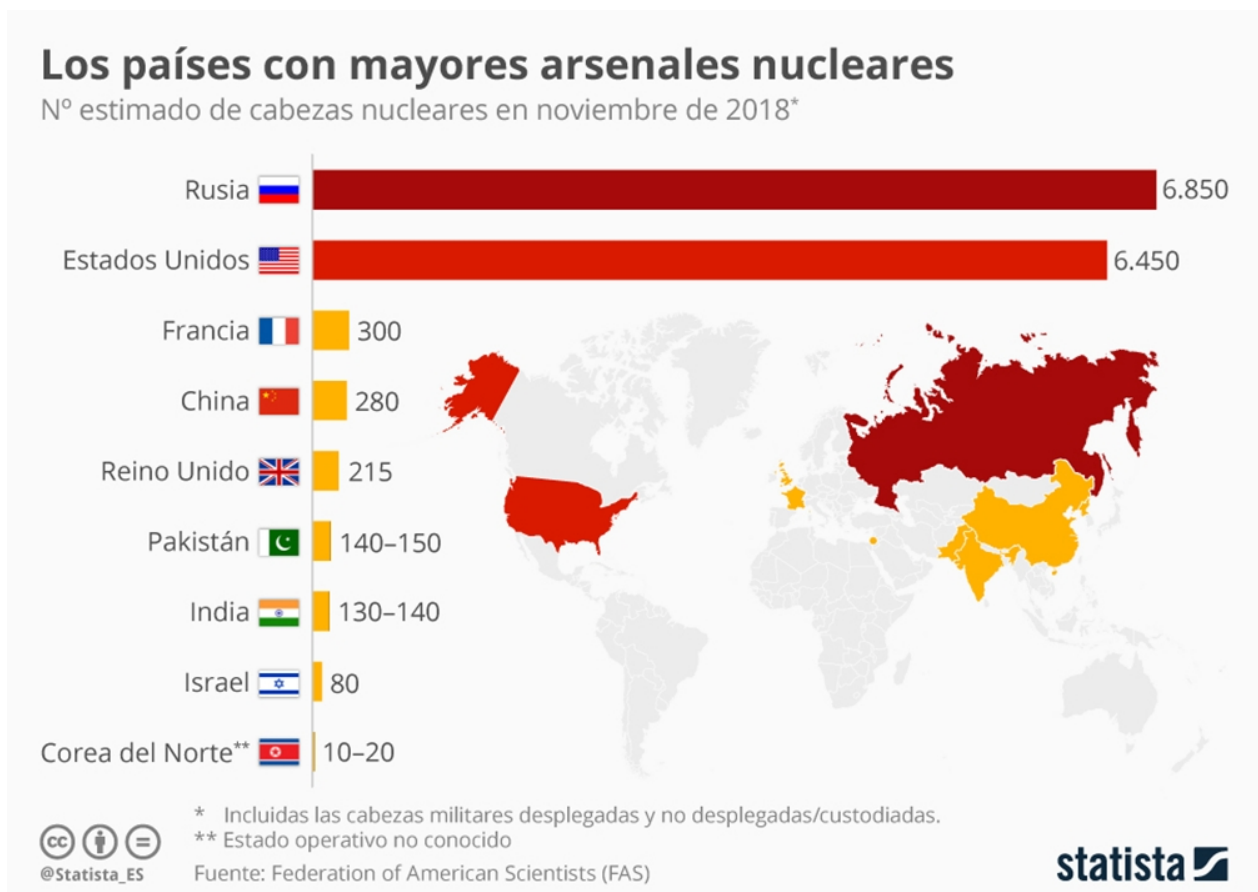 Los países con mayores arsenales nucleares
Nº estimado de cabezas nucleares en noviembre de 2018*
Rusia 6.850
Estados Unidos 6.450
Francia 300
China 280
Reino Unido 215
Pakistán 140–150
India 130–140
Israel 80
Corea del Norte** 10–20
* Incluidas las cabezas militares desplegadas y no desplegadas/custodiadas.
** Estado operativo no conocido
cc
@Statista_ES
Fuente: Federation of American Scientists (FAS)
statista